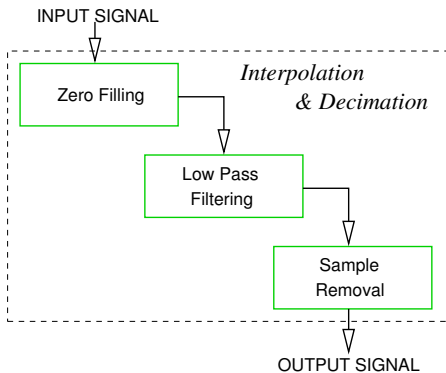 INPUT SIGNAL
Zero Filling
Interpolation
& Decimation
Low Pass
Filtering
Sample
Removal
OUTPUT SIGNAL